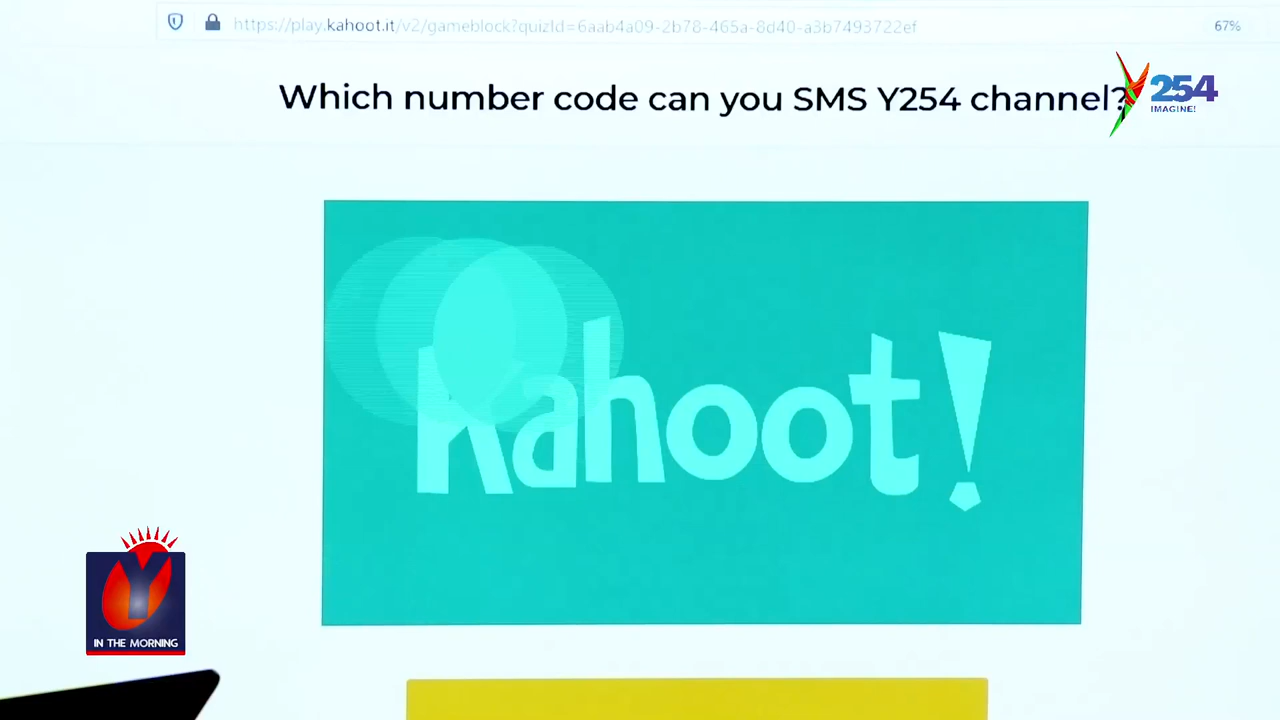 https://play.kahoot.it/v2/gameblock?quizId=6aab4a09-2b78-465a-8d40-a3b7493722ef
67%
Which number code can you SMS Y254 channel?
Y254
IMAGINE!
Kahoot!
Y
IN THE MORNING